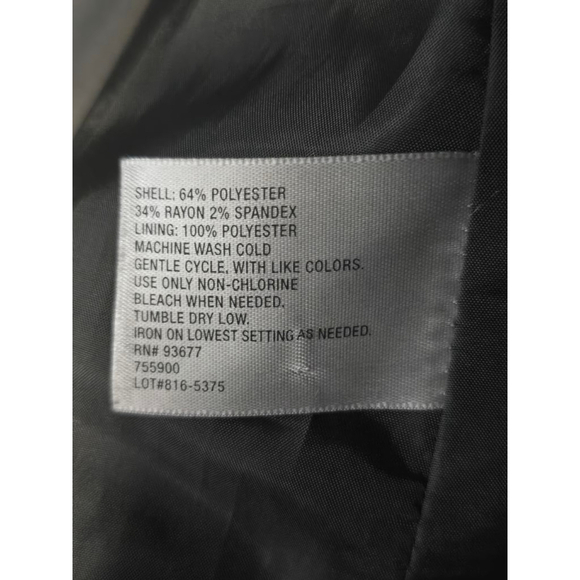 SHELL: 64% POLYESTER
34% RAYON 2% SPANDEX
LINING: 100% POLYESTER
MACHINE WASH COLD
GENTLE CYCLE, WITH LIKE COLORS.
USE ONLY NON-CHLORINE
BLEACH WHEN NEEDED.
TUMBLE DRY LOW.
IRON ON LOWEST SETTING AS NEEDED.
RN# 93677
755900
LOT#816-5375